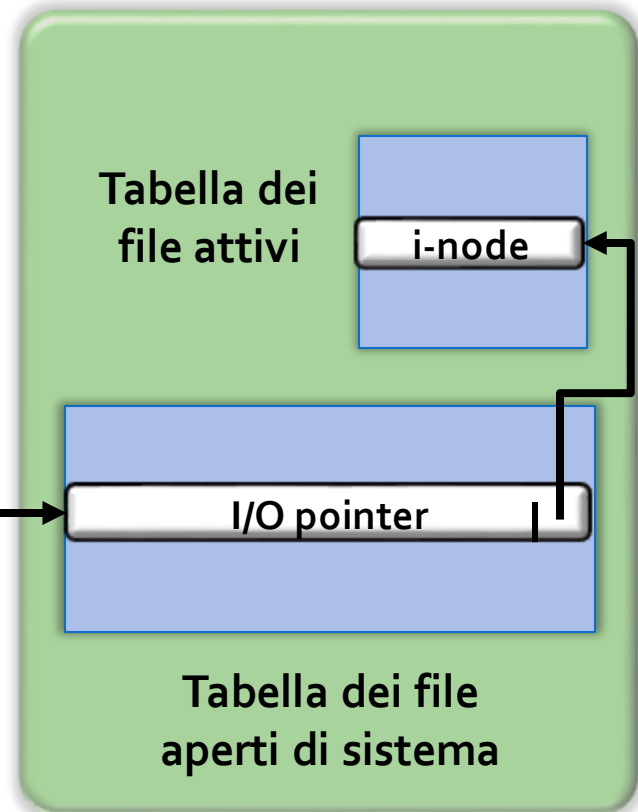 Tabella dei
file attivi
i-node
I/O pointer
Tabella dei file
aperti di sistema